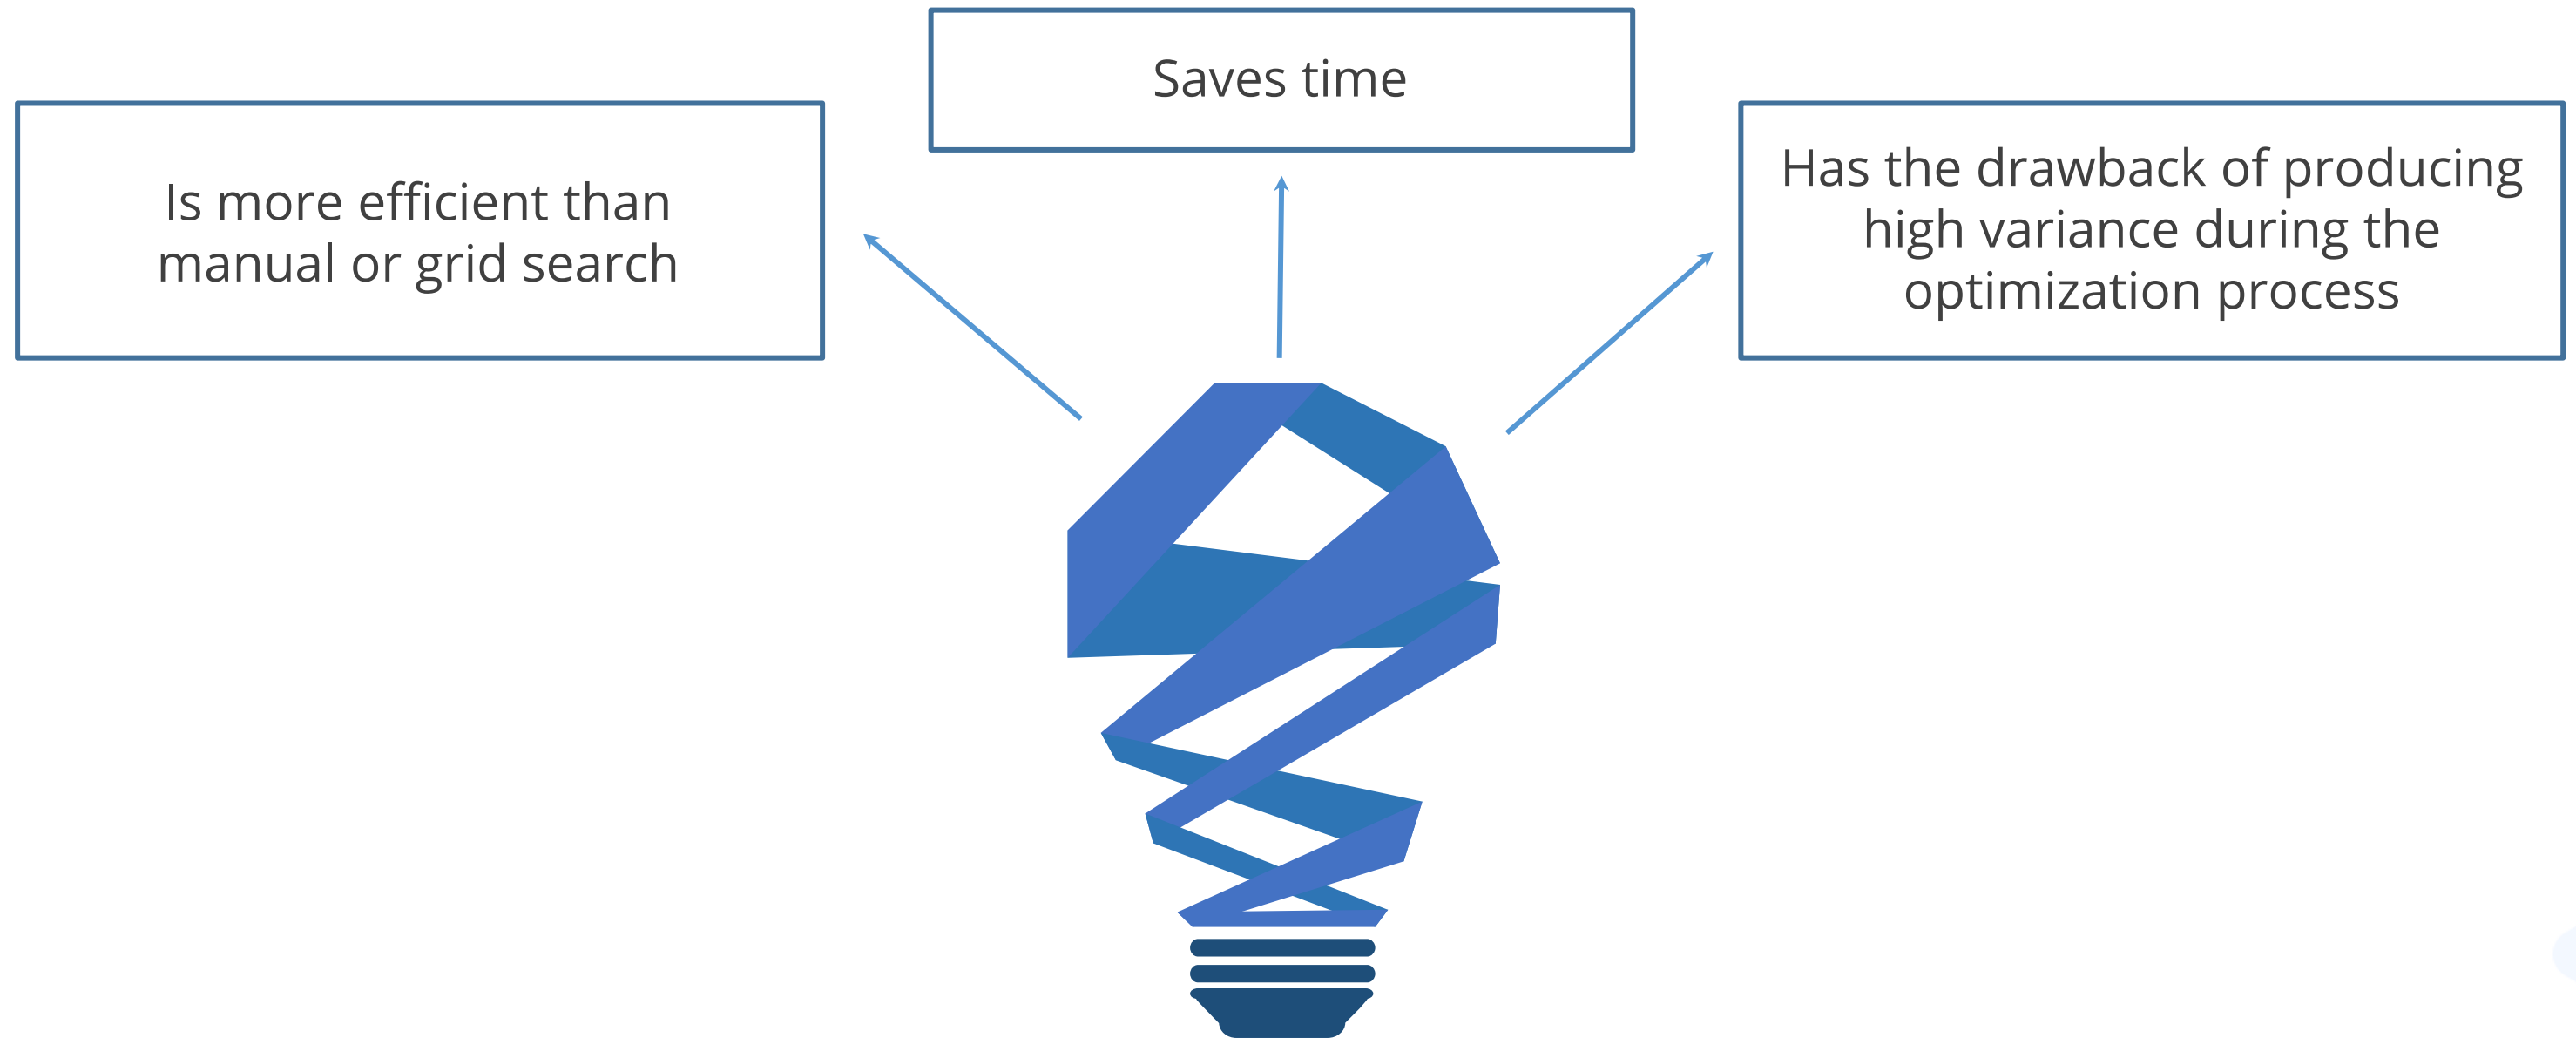 Saves time
Is more efficient than
manual or grid search
Has the drawback of producing
high variance during the
optimization process